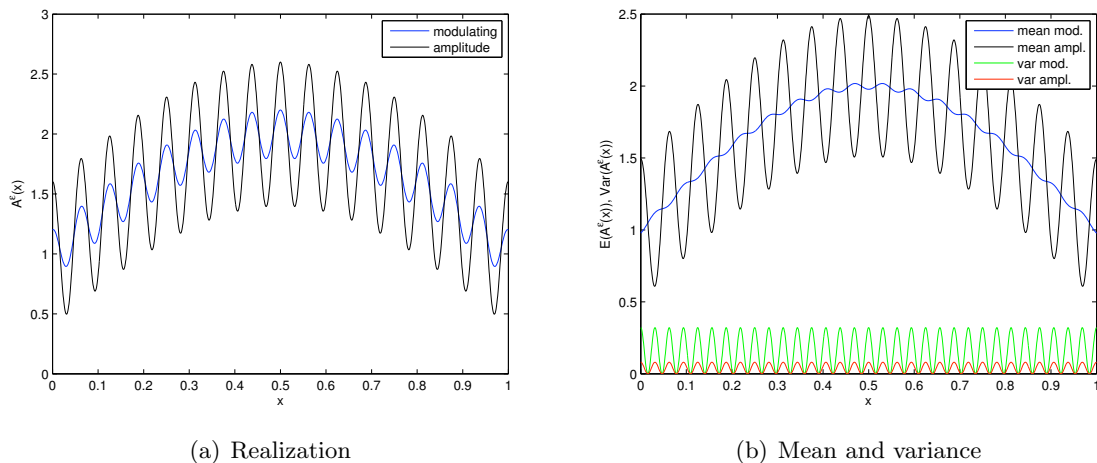 3
2.5
2
1.5
1
0.5
0
0 0.1 0.2 0.3 0.4 0.5 0.6 0.7 0.8 0.9 1
x
A^ε(x)
modulating
amplitude
(a) Realization
2.5
2
1.5
1
0.5
0
0 0.1 0.2 0.3 0.4 0.5 0.6 0.7 0.8 0.9 1
x
E(A^ε(x)), Var(A^ε(x))
mean mod.
mean ampl.
var mod.
var ampl.
(b) Mean and variance